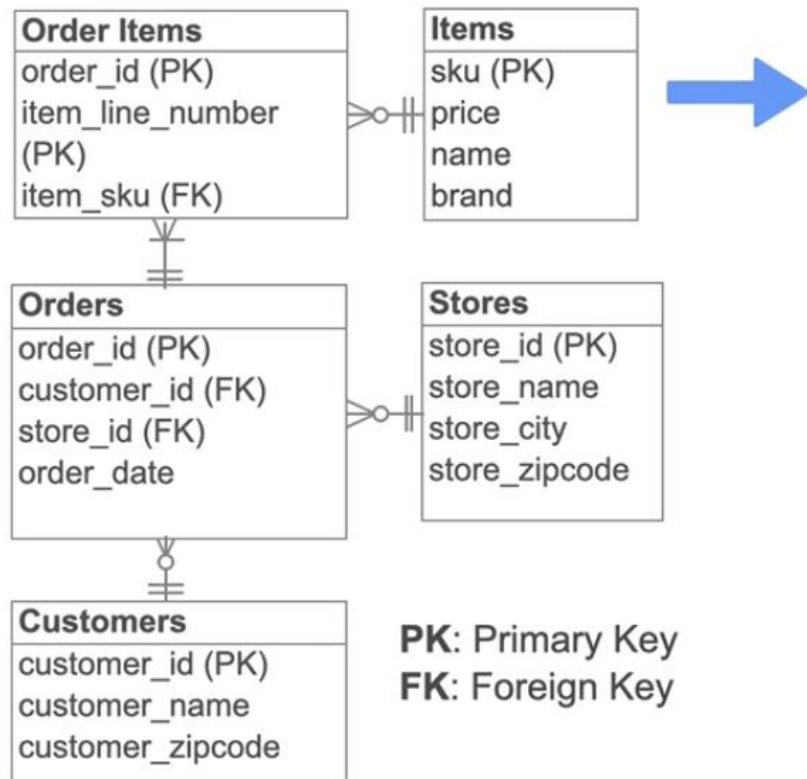 Order Items
order_id (PK)
item_line_number
(PK)
item_sku (FK)
Items
sku (PK)
price
name
brand
Orders
order_id (PK)
customer_id (FK)
store_id (FK)
order_date
Stores
store_id (PK)
store_name
store_city
store_zipcode
Customers
customer_id (PK)
customer_name
customer_zipcode
PK: Primary Key
FK: Foreign Key